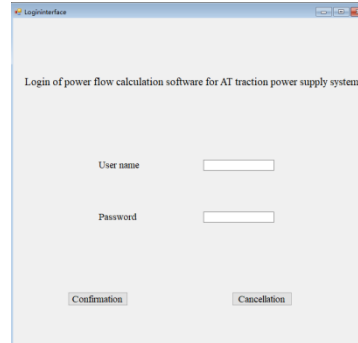 Logininterface
Login of power flow calculation software for AT traction power supply system
User name
Password
Confirmation
Cancellation